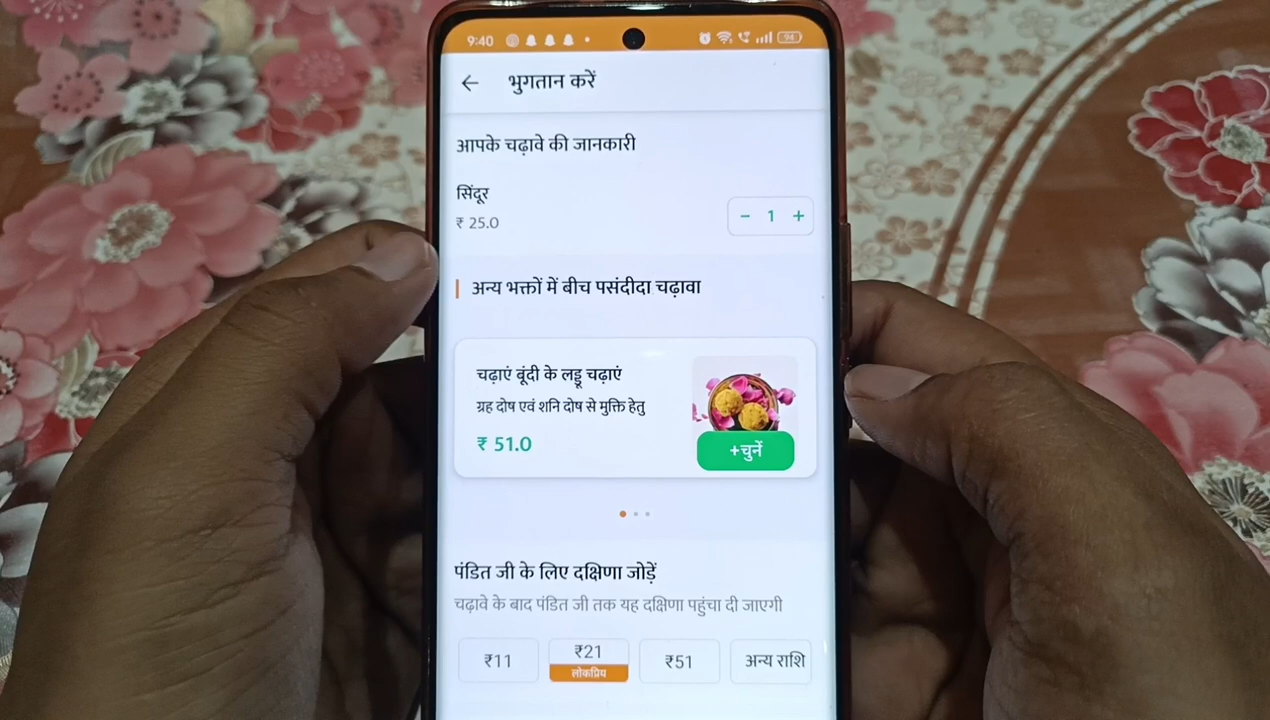 9:40
94
भुगतान करें
आपके चढ़ावे की जानकारी
सिंदूर
₹ 25.0
− 1 +
अन्य भक्तों में बीच पसंदीदा चढ़ावा
चढ़ाएं बूंदी के लड्डू चढ़ाएं
ग्रह दोष एवं शनि दोष से मुक्ति हेतु
₹ 51.0
+चुनें
पंडित जी के लिए दक्षिणा जोड़ें
चढ़ावे के बाद पंडित जी तक यह दक्षिणा पहुंचा दी जाएगी
₹11
₹21
लोकप्रिय
₹51
अन्य राशि